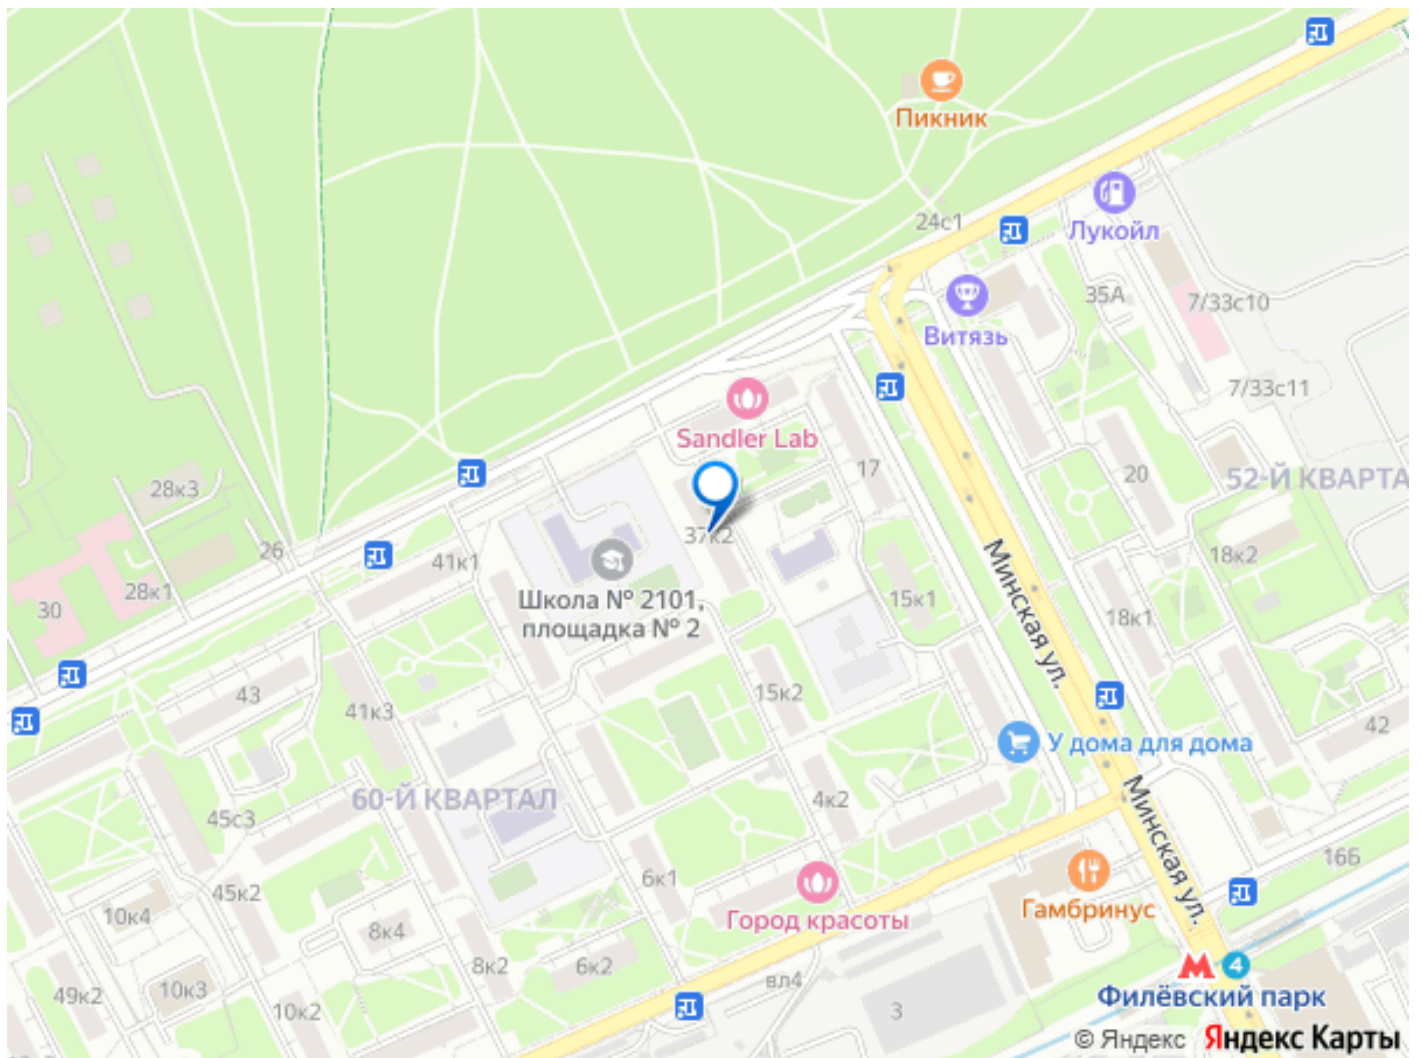 Пикник
24с1
Лукойл
35А
7/33с10
Витязь
7/33с11
Sandler Lab
17
20
52-Й КВАРТА
28к3
37к2
26
41к1
28к1
30
Школа № 2101,
площадка № 2
15к1
18к2
18к1
Минская ул.
43
41к3
15к2
42
У дома для дома
60-Й КВАРТАЛ
4к2
45с3
Минская ул.
16Б
6к1
45к2
10к4
Город красоты
Гамбринус
8к4
8к2
6к2
вл4
49к2
10к3
10к2
3
4
Филёвский парк
© Яндекс Яндекс Карты